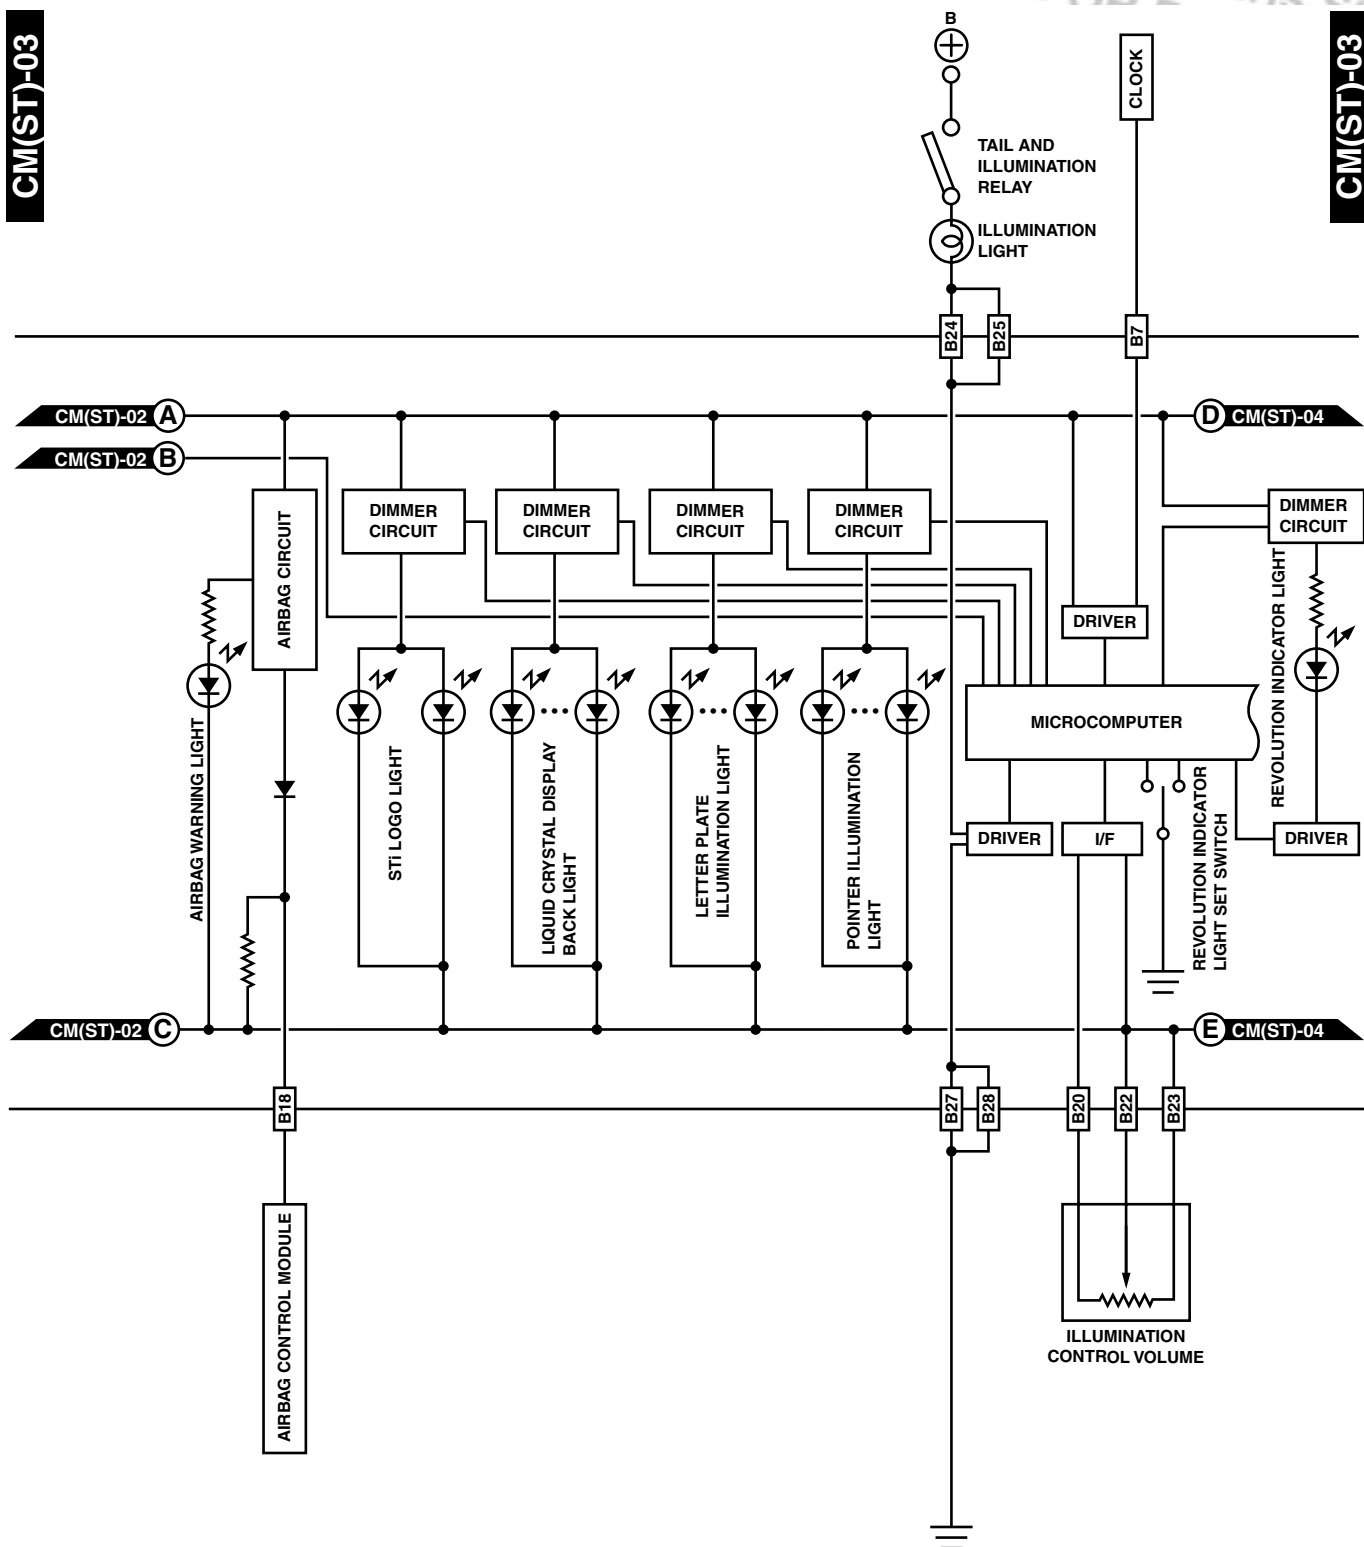 CM(ST)-03
CM(ST)-03
B
CLOCK
TAIL AND
ILLUMINATION
RELAY
ILLUMINATION
LIGHT
B24
B25
B7
CM(ST)-02 A
D CM(ST)-04
CM(ST)-02 B
AIRBAG CIRCUIT
DIMMER
CIRCUIT
DIMMER
CIRCUIT
DIMMER
CIRCUIT
DIMMER
CIRCUIT
DIMMER
CIRCUIT
DRIVER
MICROCOMPUTER
REVOLUTION INDICATOR LIGHT
AIRBAG WARNING LIGHT
STi LOGO LIGHT
LIQUID CRYSTAL DISPLAY
BACK LIGHT
LETTER PLATE
ILLUMINATION LIGHT
POINTER ILLUMINATION
LIGHT
DRIVER
I/F
REVOLUTION INDICATOR
LIGHT SET SWITCH
DRIVER
CM(ST)-02 C
E CM(ST)-04
B18
B27
B28
B20
B22
B23
AIRBAG CONTROL MODULE
ILLUMINATION
CONTROL VOLUME